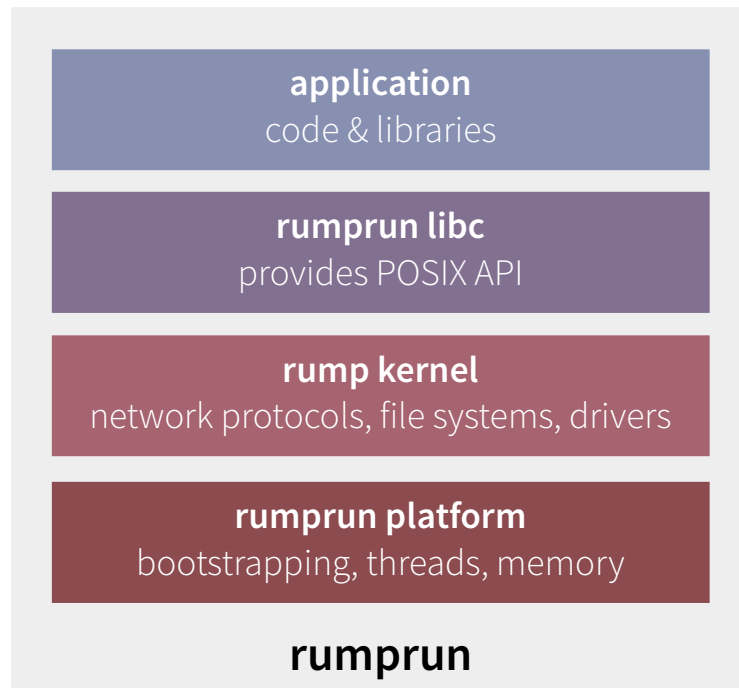 application
code & libraries
rumprun libc
provides POSIX API
rump kernel
network protocols, file systems, drivers
rumprun platform
bootstrapping, threads, memory
rumprun